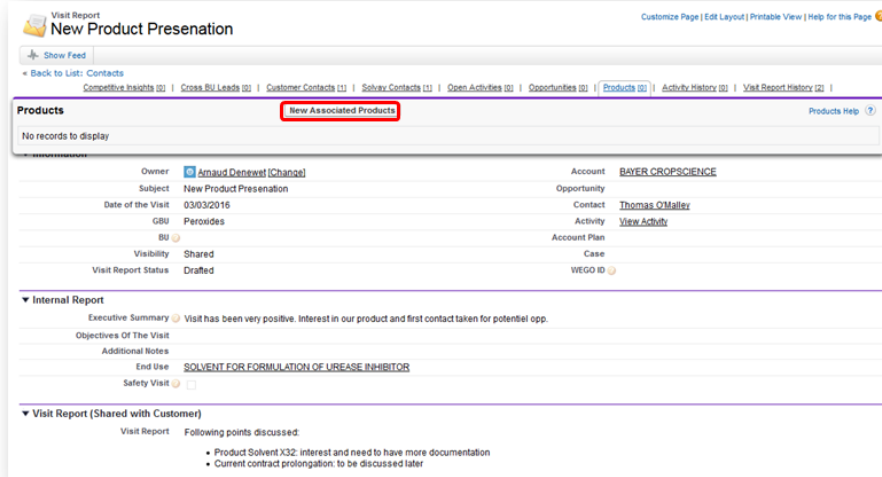 Visit Report
New Product Presenation
Customize Page | Edit Layout | Printable View | Help for this Page
Show Feed
« Back to List: Contacts
Competitive Insights [0] | Cross BU Leads [0] | Customer Contacts [1] | Solvay Contacts [1] | Open Activities [0] | Opportunities [0] | Products [0] | Activity History [0] | Visit Report History [2] |
Products New Associated Products Products Help ?
No records to display
Information
Owner Arnaud Denewet [Change] Account BAYER CROPSCIENCE
Subject New Product Presenation Opportunity
Date of the Visit 03/03/2016 Contact Thomas O'Malley
GBU Peroxides Activity View Activity
BU Account Plan
Visibility Shared Case
Visit Report Status Drafted WEGO ID
Internal Report
Executive Summary Visit has been very positive. Interest in our product and first contact taken for potentiel opp.
Objectives Of The Visit
Additional Notes
End Use SOLVENT FOR FORMULATION OF UREASE INHIBITOR
Safety Visit
Visit Report (Shared with Customer)
Visit Report Following points discussed:
• Product Solvent X32: interest and need to have more documentation
• Current contract prolongation: to be discussed later